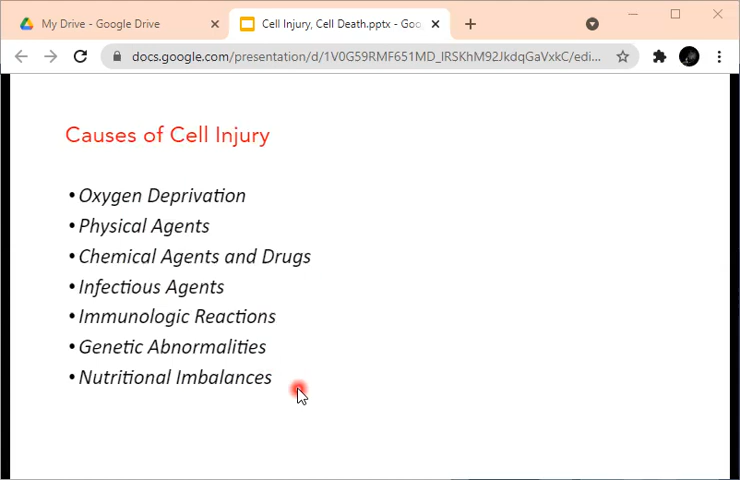 My Drive - Google Drive
Cell Injury, Cell Death.pptx - Goo
docs.google.com/presentation/d/1V0G59RMF651MD_lRSKhM92JkdqGaVxkC/edi...
Causes of Cell Injury
• Oxygen Deprivation
• Physical Agents
• Chemical Agents and Drugs
• Infectious Agents
• Immunologic Reactions
• Genetic Abnormalities
• Nutritional Imbalances